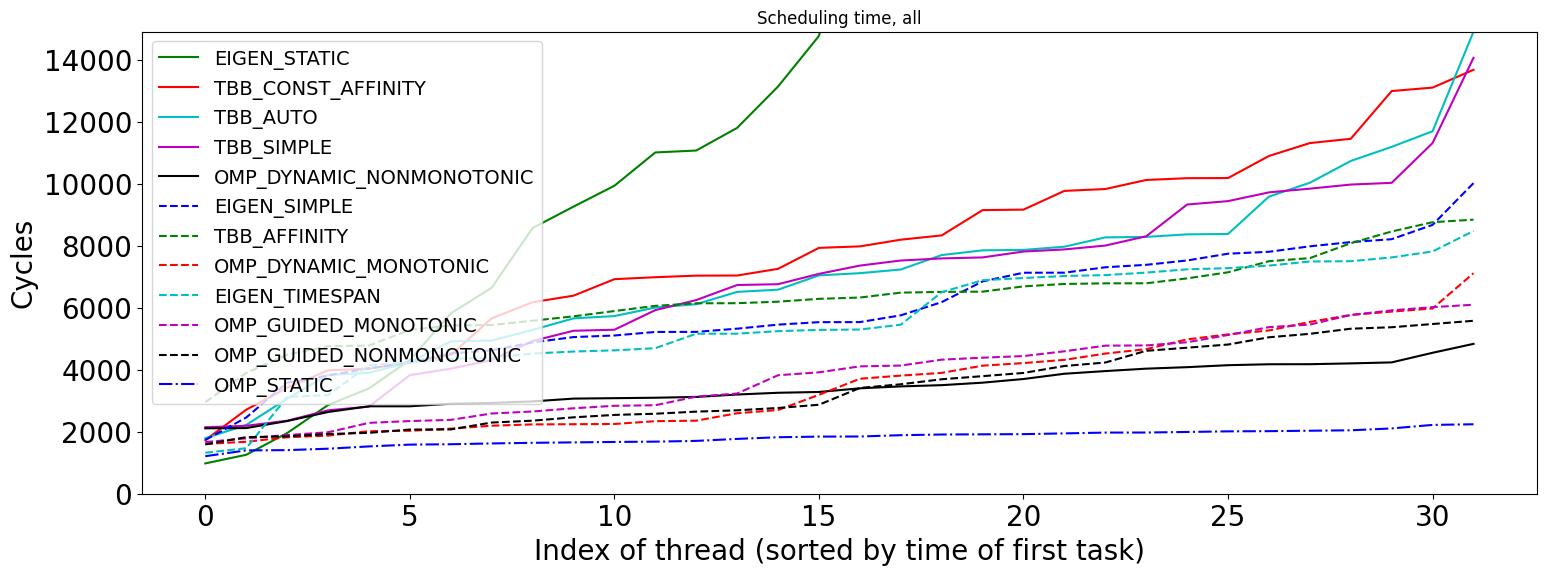 Scheduling time, all
Cycles
14000
12000
10000
8000
6000
4000
2000
0
EIGEN_STATIC
TBB_CONST_AFFINITY
TBB_AUTO
TBB_SIMPLE
OMP_DYNAMIC_NONMONOTONIC
EIGEN_SIMPLE
TBB_AFFINITY
OMP_DYNAMIC_MONOTONIC
EIGEN_TIMESPAN
OMP_GUIDED_MONOTONIC
OMP_GUIDED_NONMONOTONIC
OMP_STATIC
0 5 10 15 20 25 30
Index of thread (sorted by time of first task)